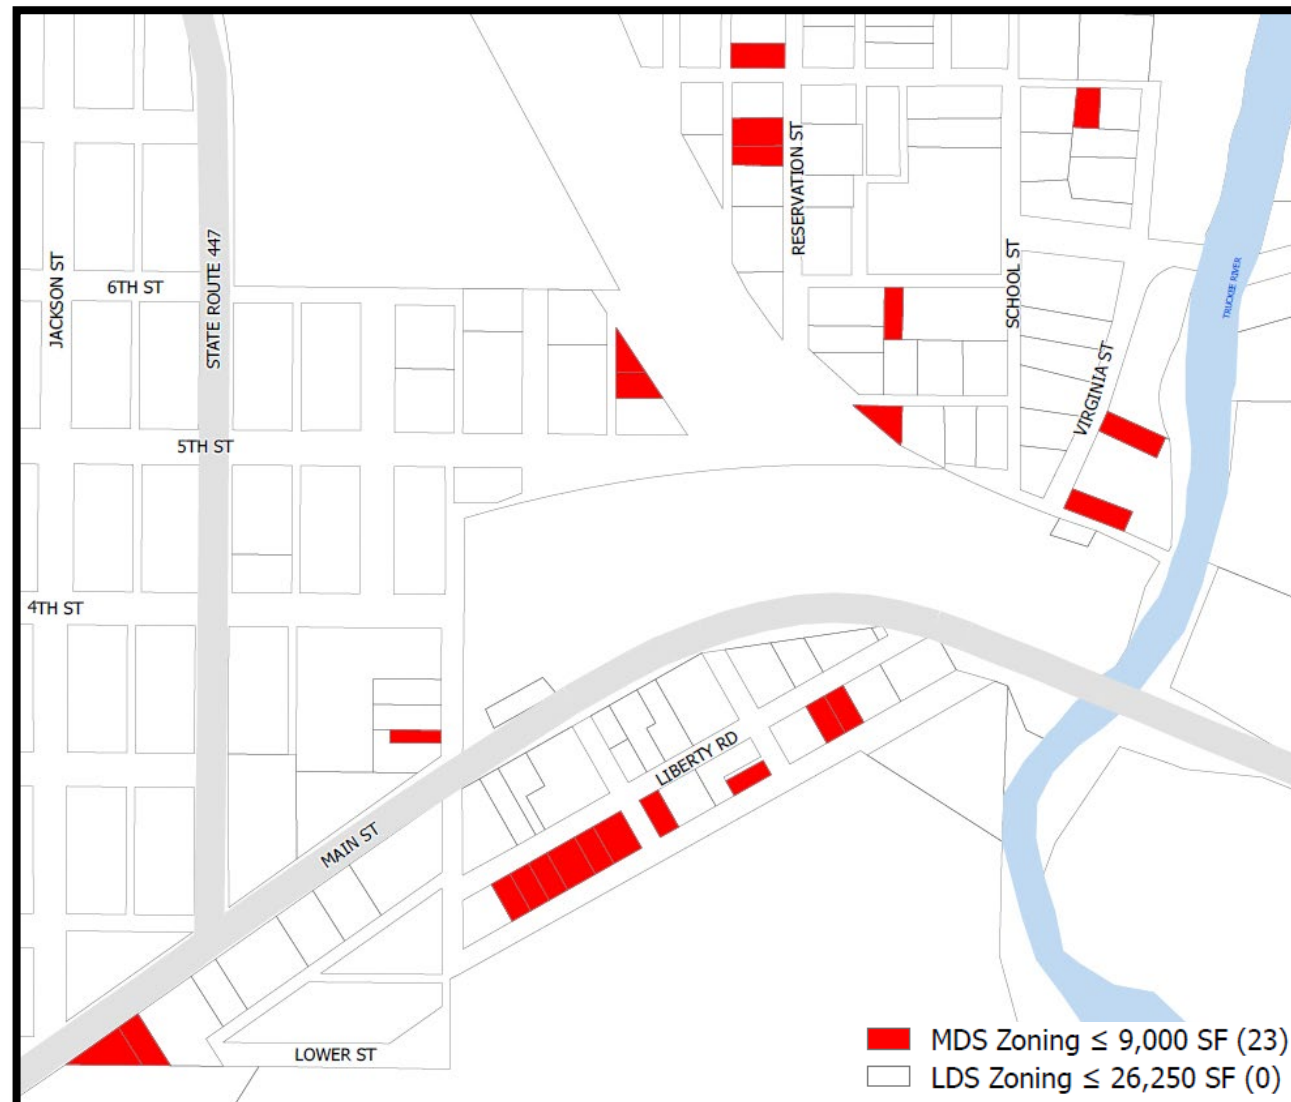 RESERVATION ST
STATE ROUTE 447
JACKSON ST
6TH ST
SCHOOL ST
TRUCKEE RIVER
VIRGINIA ST
5TH ST
4TH ST
LIBERTY RD
MAIN ST
LOWER ST
MDS Zoning ≤ 9,000 SF (23)
LDS Zoning ≤ 26,250 SF (0)